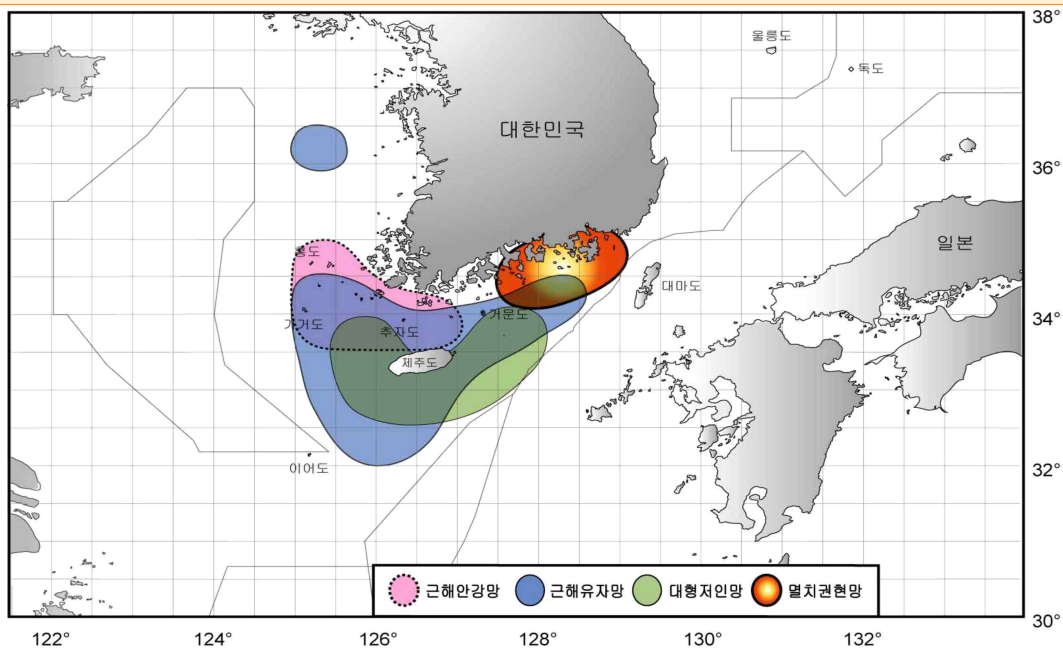 38°
울릉도
독도
대한민국
36°
홍도
일본
대마도
가거도
추자도
거문도
34°
제주도
이어도
32°
근해안강망
근해유자망
대형저인망
멸치권현망
30°
122°
124°
126°
128°
130°
132°